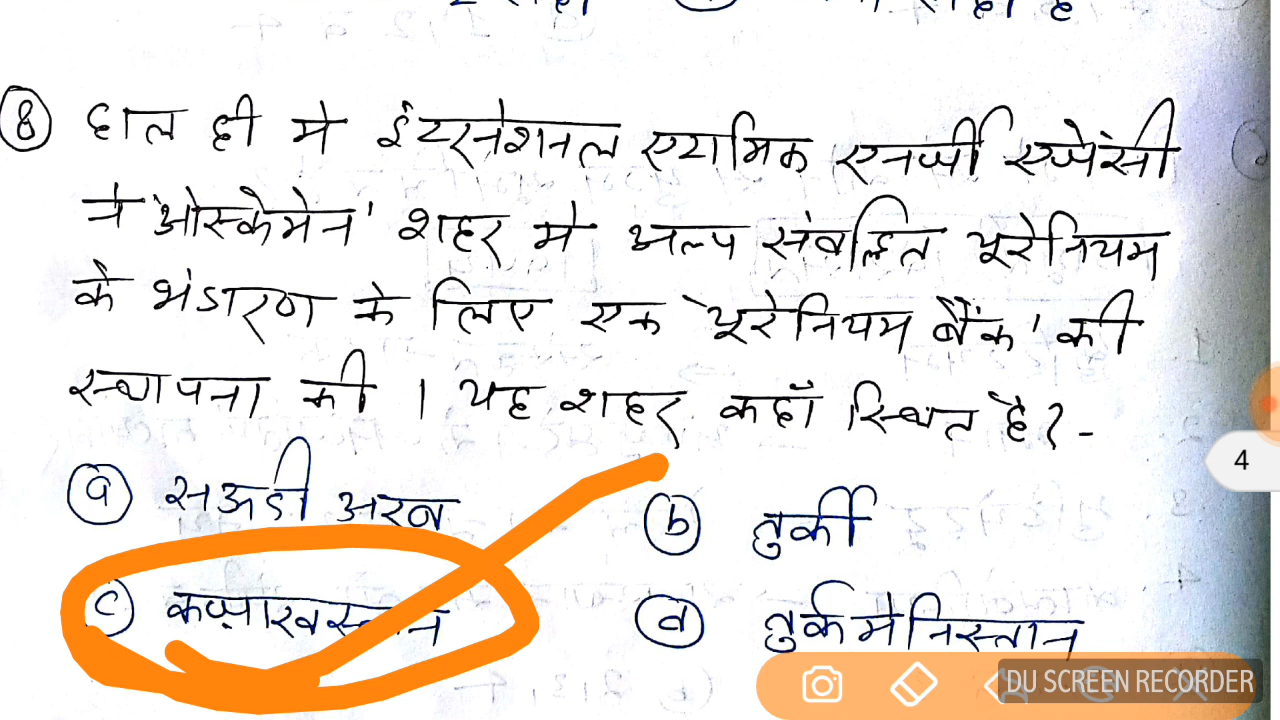 8 हाल ही मे इंटरनेशनल एटामिक एनर्जी एजेंसी
ने 'ओस्केमेन' शहर मे अल्प संवर्द्धित यूरेनियम
के भंडारण के लिए एक 'यूरेनियम बैंक' की
स्थापना की । यह शहर कहाँ स्थित है ? -
a सऊदी अरब b तुर्की
c कज़ाखस्तान d तुर्कमेनिस्तान
4
DU SCREEN RECORDER